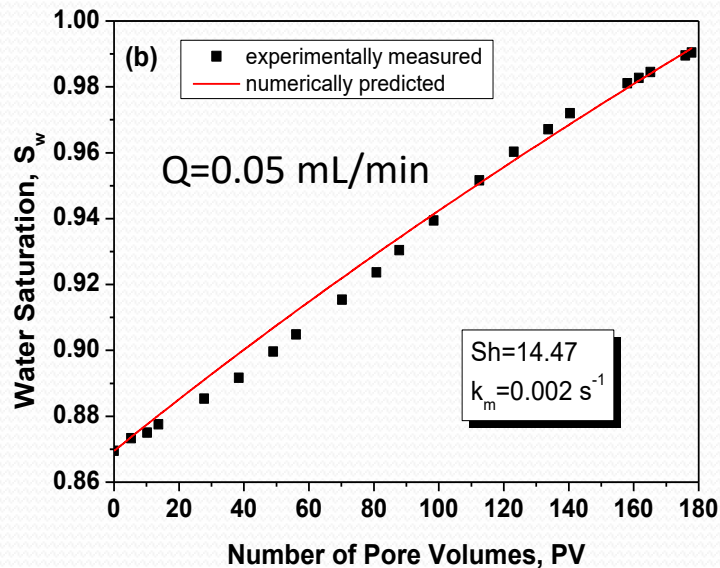 (b)
experimentally measured
numerically predicted
Q=0.05 mL/min
Sh=14.47
k_m=0.002 s^-1
Water Saturation, S_w
1.00
0.98
0.96
0.94
0.92
0.90
0.88
0.86
0 20 40 60 80 100 120 140 160 180
Number of Pore Volumes, PV